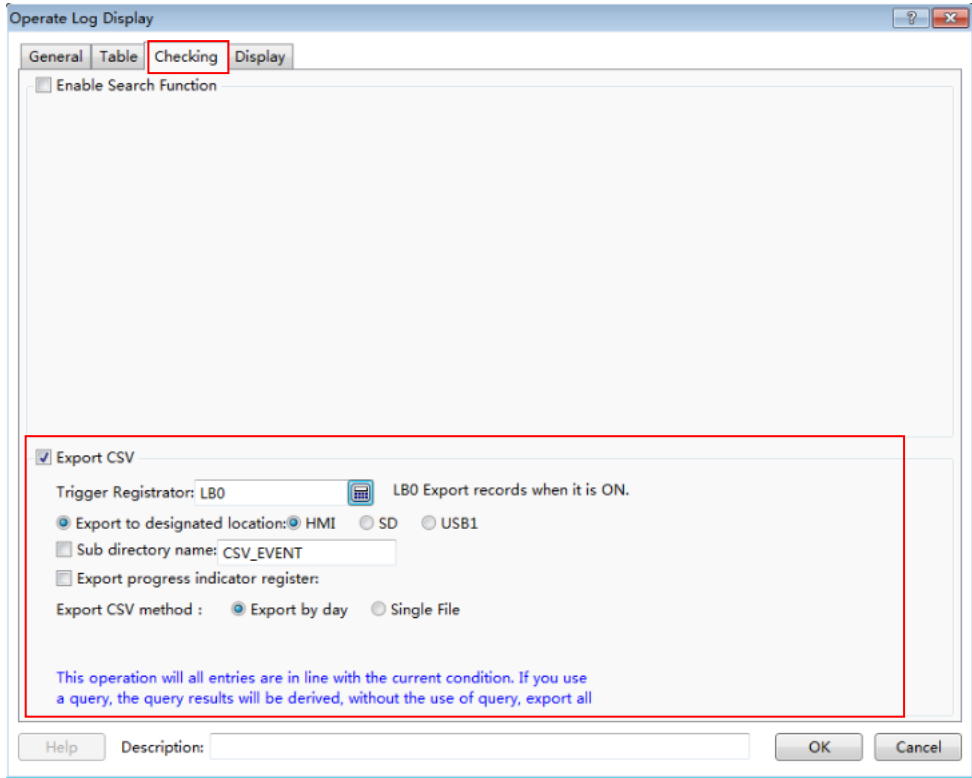 Operate Log Display
General Table Checking Display
Enable Search Function
Export CSV
Trigger Registrator: LB0 LB0 Export records when it is ON.
Export to designated location: HMI SD USB1
Sub directory name: CSV_EVENT
Export progress indicator register:
Export CSV method : Export by day Single File
This operation will all entries are in line with the current condition. If you use
a query, the query results will be derived, without the use of query, export all
Help Description: OK Cancel